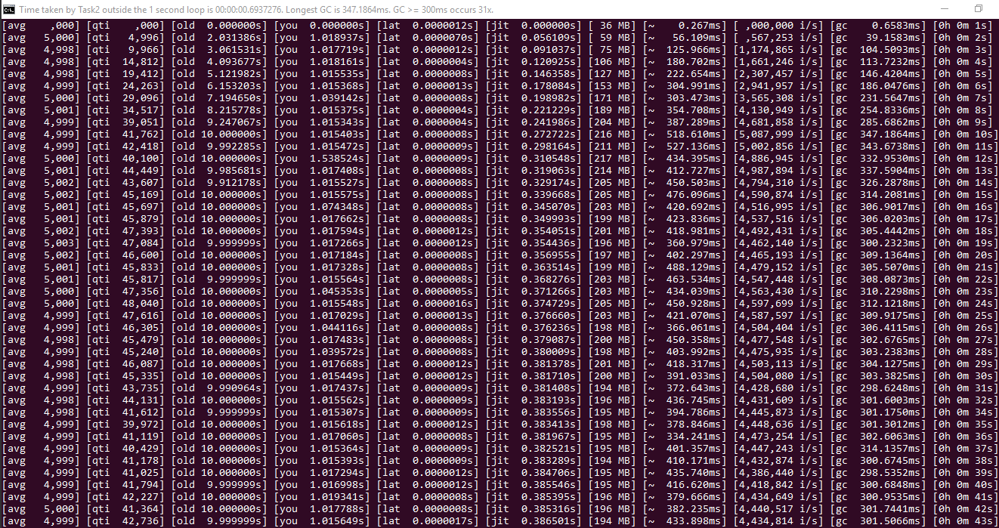 Time taken by Task2 outside the 1 second loop is 00:00:00.6937276. Longest GC is 347.1864ms. GC >= 300ms occurs 31x.
[avg    ,000] [qti    ,000] [old  0.000000s] [you  0.000000s] [lat  0.0000012s] [jit  0.000000s] [ 36 MB] [~    0.267ms] [ ,000,000 i/s] [gc    0.6583ms] [0h 0m 1s]
[avg   5,000] [qti   4,996] [old  2.031386s] [you  1.018937s] [lat  0.0000070s] [jit  0.056109s] [ 59 MB] [~   56.109ms] [ ,567,253 i/s] [gc   39.1583ms] [0h 0m 2s]
[avg   4,998] [qti   9,966] [old  3.061531s] [you  1.017719s] [lat  0.0000012s] [jit  0.091037s] [ 75 MB] [~  125.966ms] [1,174,865 i/s] [gc  104.5093ms] [0h 0m 3s]
[avg   4,998] [qti  14,812] [old  4.093677s] [you  1.018161s] [lat  0.0000004s] [jit  0.120925s] [106 MB] [~  180.702ms] [1,661,246 i/s] [gc  113.7232ms] [0h 0m 4s]
[avg   4,998] [qti  19,412] [old  5.121982s] [you  1.015535s] [lat  0.0000008s] [jit  0.146358s] [127 MB] [~  222.654ms] [2,307,457 i/s] [gc  146.4204ms] [0h 0m 5s]
[avg   4,999] [qti  24,263] [old  6.153203s] [you  1.015368s] [lat  0.0000013s] [jit  0.178084s] [153 MB] [~  304.991ms] [2,941,957 i/s] [gc  186.0476ms] [0h 0m 6s]
[avg   5,000] [qti  29,096] [old  7.194650s] [you  1.039142s] [lat  0.0000008s] [jit  0.198982s] [171 MB] [~  303.473ms] [3,565,308 i/s] [gc  231.5647ms] [0h 0m 7s]
[avg   5,001] [qti  34,517] [old  8.215778s] [you  1.015375s] [lat  0.0000004s] [jit  0.221229s] [189 MB] [~  354.708ms] [4,130,949 i/s] [gc  254.8336ms] [0h 0m 8s]
[avg   4,999] [qti  39,051] [old  9.247067s] [you  1.015343s] [lat  0.0000004s] [jit  0.241986s] [204 MB] [~  387.289ms] [4,681,858 i/s] [gc  285.6862ms] [0h 0m 9s]
[avg   4,999] [qti  41,762] [old 10.000000s] [you  1.015403s] [lat  0.0000008s] [jit  0.272722s] [216 MB] [~  518.610ms] [5,087,999 i/s] [gc  347.1864ms] [0h 0m 10s]
[avg   4,999] [qti  42,418] [old  9.992285s] [you  1.015472s] [lat  0.0000009s] [jit  0.298164s] [211 MB] [~  527.136ms] [5,002,856 i/s] [gc  343.6738ms] [0h 0m 11s]
[avg   5,000] [qti  40,100] [old 10.000000s] [you  1.538524s] [lat  0.0000009s] [jit  0.310548s] [217 MB] [~  434.395ms] [4,886,945 i/s] [gc  332.9530ms] [0h 0m 12s]
[avg   5,001] [qti  44,449] [old  9.985681s] [you  1.017408s] [lat  0.0000008s] [jit  0.319063s] [214 MB] [~  412.727ms] [4,987,894 i/s] [gc  337.5904ms] [0h 0m 13s]
[avg   5,002] [qti  43,607] [old  9.912178s] [you  1.015527s] [lat  0.0000008s] [jit  0.329174s] [205 MB] [~  450.503ms] [4,794,310 i/s] [gc  326.2878ms] [0h 0m 14s]
[avg   5,002] [qti  45,169] [old 10.000000s] [you  1.015575s] [lat  0.0000012s] [jit  0.339668s] [205 MB] [~  476.096ms] [4,590,874 i/s] [gc  314.2081ms] [0h 0m 15s]
[avg   5,001] [qti  45,697] [old 10.000000s] [you  1.074348s] [lat  0.0000008s] [jit  0.345070s] [203 MB] [~  420.692ms] [4,516,995 i/s] [gc  306.9017ms] [0h 0m 16s]
[avg   5,001] [qti  45,879] [old 10.000000s] [you  1.017662s] [lat  0.0000008s] [jit  0.349993s] [199 MB] [~  423.836ms] [4,537,516 i/s] [gc  306.0203ms] [0h 0m 17s]
[avg   5,002] [qti  47,393] [old 10.000000s] [you  1.017594s] [lat  0.0000012s] [jit  0.354051s] [201 MB] [~  418.981ms] [4,492,431 i/s] [gc  305.4442ms] [0h 0m 18s]
[avg   5,003] [qti  47,084] [old  9.999999s] [you  1.017266s] [lat  0.0000012s] [jit  0.354436s] [196 MB] [~  360.979ms] [4,462,140 i/s] [gc  300.2323ms] [0h 0m 19s]
[avg   5,002] [qti  46,600] [old 10.000000s] [you  1.017184s] [lat  0.0000008s] [jit  0.356955s] [197 MB] [~  402.297ms] [4,465,193 i/s] [gc  309.1364ms] [0h 0m 20s]
[avg   5,001] [qti  45,833] [old 10.000000s] [you  1.017328s] [lat  0.0000008s] [jit  0.363514s] [199 MB] [~  488.129ms] [4,479,152 i/s] [gc  305.5070ms] [0h 0m 21s]
[avg   5,001] [qti  45,817] [old  9.999999s] [you  1.015564s] [lat  0.0000008s] [jit  0.368276s] [203 MB] [~  463.534ms] [4,547,448 i/s] [gc  308.0873ms] [0h 0m 22s]
[avg   5,000] [qti  47,356] [old 10.000000s] [you  1.045353s] [lat  0.0000005s] [jit  0.371266s] [203 MB] [~  434.039ms] [4,563,430 i/s] [gc  310.2298ms] [0h 0m 23s]
[avg   5,000] [qti  48,040] [old 10.000000s] [you  1.015548s] [lat  0.0000016s] [jit  0.374729s] [205 MB] [~  450.928ms] [4,597,699 i/s] [gc  312.1218ms] [0h 0m 24s]
[avg   4,999] [qti  47,616] [old 10.000000s] [you  1.017029s] [lat  0.0000013s] [jit  0.376660s] [203 MB] [~  421.070ms] [4,587,597 i/s] [gc  309.9175ms] [0h 0m 25s]
[avg   4,999] [qti  46,305] [old 10.000000s] [you  1.044116s] [lat  0.0000008s] [jit  0.376236s] [198 MB] [~  366.061ms] [4,504,404 i/s] [gc  306.4115ms] [0h 0m 26s]
[avg   4,998] [qti  45,479] [old 10.000000s] [you  1.017483s] [lat  0.0000008s] [jit  0.379087s] [200 MB] [~  450.358ms] [4,477,548 i/s] [gc  302.6765ms] [0h 0m 27s]
[avg   4,999] [qti  45,240] [old 10.000000s] [you  1.039572s] [lat  0.0000008s] [jit  0.380009s] [198 MB] [~  403.992ms] [4,475,935 i/s] [gc  303.2383ms] [0h 0m 28s]
[avg   4,998] [qti  46,087] [old 10.000000s] [you  1.017668s] [lat  0.0000012s] [jit  0.381378s] [201 MB] [~  418.317ms] [4,503,113 i/s] [gc  304.1275ms] [0h 0m 29s]
[avg   4,998] [qti  45,335] [old 10.000000s] [you  1.015449s] [lat  0.0000012s] [jit  0.381710s] [200 MB] [~  391.033ms] [4,504,080 i/s] [gc  303.3825ms] [0h 0m 30s]
[avg   4,999] [qti  43,735] [old  9.990964s] [you  1.017437s] [lat  0.0000009s] [jit  0.381408s] [194 MB] [~  372.643ms] [4,428,680 i/s] [gc  298.6248ms] [0h 0m 31s]
[avg   4,998] [qti  44,131] [old 10.000000s] [you  1.015562s] [lat  0.0000009s] [jit  0.383193s] [196 MB] [~  436.745ms] [4,431,609 i/s] [gc  301.6003ms] [0h 0m 32s]
[avg   4,998] [qti  41,612] [old  9.999999s] [you  1.015307s] [lat  0.0000009s] [jit  0.383556s] [195 MB] [~  394.786ms] [4,445,873 i/s] [gc  301.1750ms] [0h 0m 34s]
[avg   4,999] [qti  39,972] [old 10.000000s] [you  1.015618s] [lat  0.0000012s] [jit  0.383413s] [198 MB] [~  378.846ms] [4,448,636 i/s] [gc  301.3012ms] [0h 0m 35s]
[avg   4,999] [qti  41,119] [old 10.000000s] [you  1.017060s] [lat  0.0000008s] [jit  0.381967s] [195 MB] [~  334.241ms] [4,473,254 i/s] [gc  302.6063ms] [0h 0m 36s]
[avg   4,999] [qti  40,429] [old 10.000000s] [you  1.015364s] [lat  0.0000009s] [jit  0.382521s] [195 MB] [~  401.357ms] [4,447,243 i/s] [gc  314.1357ms] [0h 0m 37s]
[avg   4,999] [qti  41,178] [old 10.000000s] [you  1.015393s] [lat  0.0000009s] [jit  0.383289s] [194 MB] [~  410.171ms] [4,432,874 i/s] [gc  300.6745ms] [0h 0m 38s]
[avg   4,999] [qti  41,025] [old 10.000000s] [you  1.017294s] [lat  0.0000012s] [jit  0.384706s] [195 MB] [~  435.740ms] [4,386,440 i/s] [gc  298.5352ms] [0h 0m 39s]
[avg   4,999] [qti  41,794] [old  9.999999s] [you  1.016998s] [lat  0.0000012s] [jit  0.385546s] [195 MB] [~  416.620ms] [4,418,842 i/s] [gc  300.6848ms] [0h 0m 40s]
[avg   4,999] [qti  42,227] [old 10.000000s] [you  1.019341s] [lat  0.0000008s] [jit  0.385395s] [196 MB] [~  379.666ms] [4,434,649 i/s] [gc  300.9535ms] [0h 0m 41s]
[avg   5,000] [qti  41,364] [old 10.000000s] [you  1.017788s] [lat  0.0000008s] [jit  0.385316s] [196 MB] [~  382.235ms] [4,440,517 i/s] [gc  301.7441ms] [0h 0m 42s]
[avg   4,999] [qti  42,736] [old  9.999999s] [you  1.015649s] [lat  0.0000017s] [jit  0.386501s] [194 MB] [~  433.898ms] [4,434,814 i/s] [gc  301.5066ms] [0h 0m 43s]